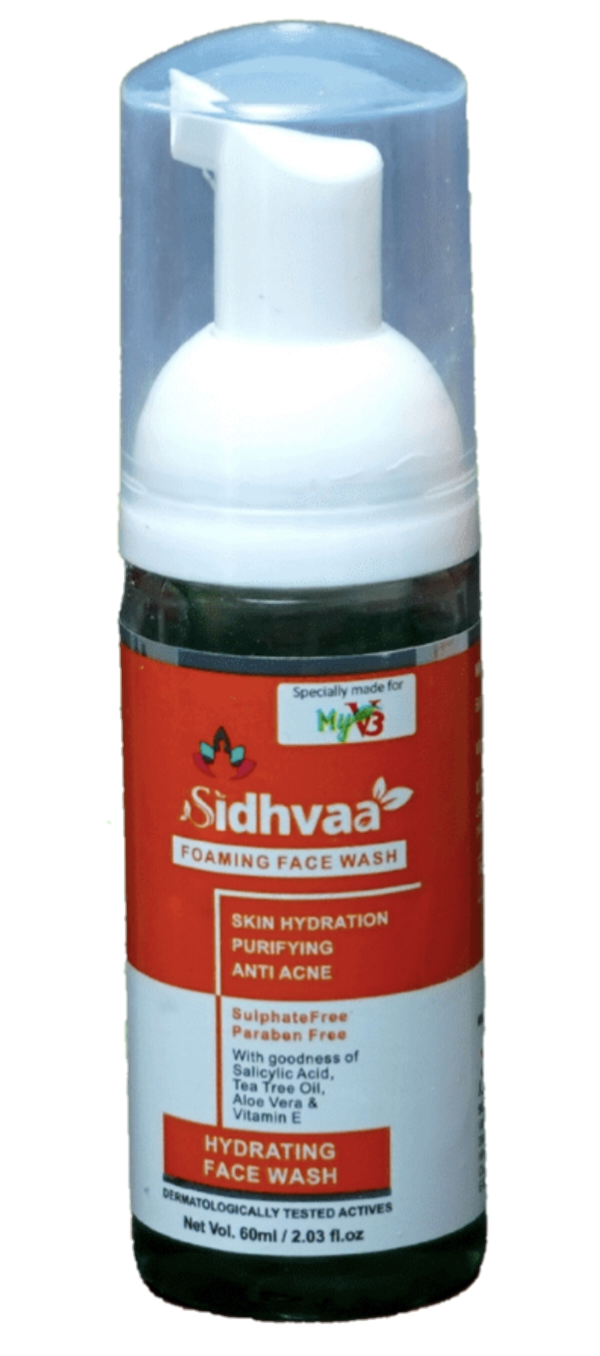 Specially made for
My V3
Sidhvaa
FOAMING FACE WASH
SKIN HYDRATION
PURIFYING
ANTI ACNE
SulphateFree
Paraben Free
With goodness of
Salicylic Acid,
Tea Tree Oil,
Aloe Vera &
Vitamin E
HYDRATING
FACE WASH
DERMATOLOGICALLY TESTED ACTIVES
Net Vol. 60ml / 2.03 fl.oz